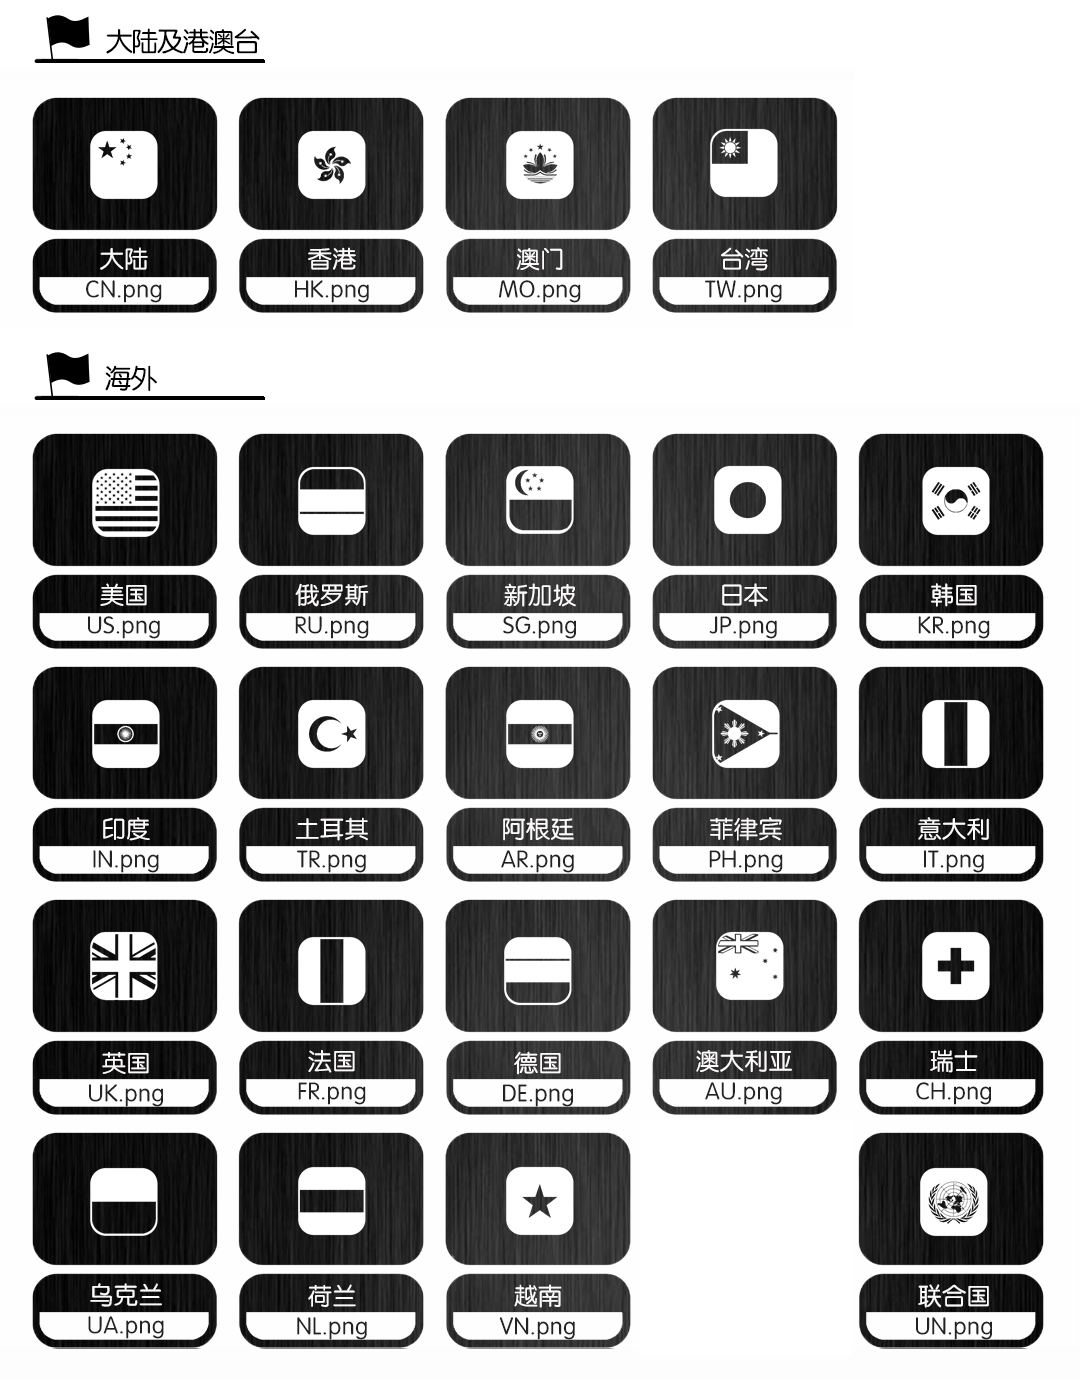 大陆及港澳台
大陆
CN.png
香港
HK.png
澳门
MO.png
台湾
TW.png
海外
美国
US.png
俄罗斯
RU.png
新加坡
SG.png
日本
JP.png
韩国
KR.png
印度
IN.png
土耳其
TR.png
阿根廷
AR.png
菲律宾
PH.png
意大利
IT.png
英国
UK.png
法国
FR.png
德国
DE.png
澳大利亚
AU.png
瑞士
CH.png
乌克兰
UA.png
荷兰
NL.png
越南
VN.png
联合国
UN.png